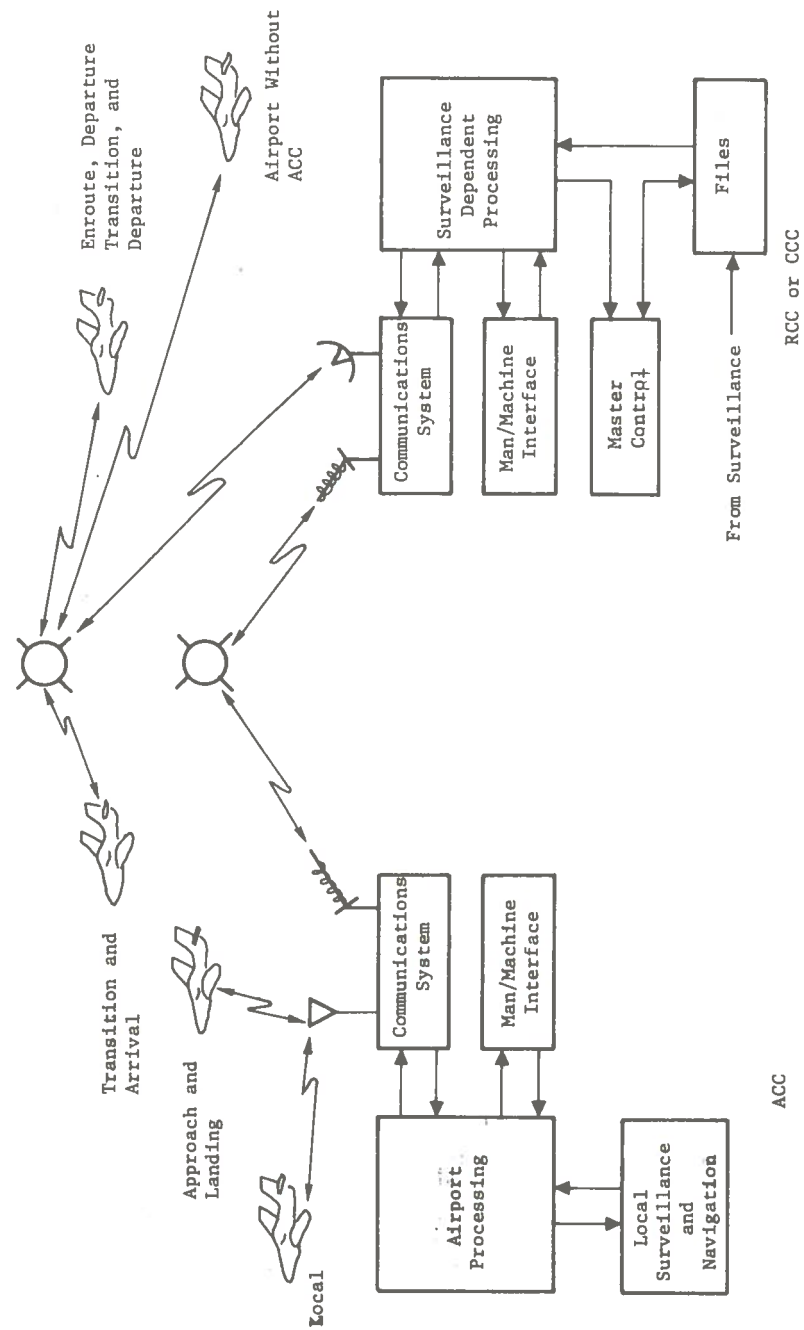 Transition and
Arrival
Approach and
Landing
Local
Enroute, Departure
Transition, and
Departure
Airport Without
ACC
Communications
System
Man/Machine
Interface
Airport
Processing
Local
Surveillance
and
Navigation
ACC
Communications
System
Man/Machine
Interface
Master
Control
Surveillance
Dependent
Processing
Files
From Surveillance
RCC or CCC